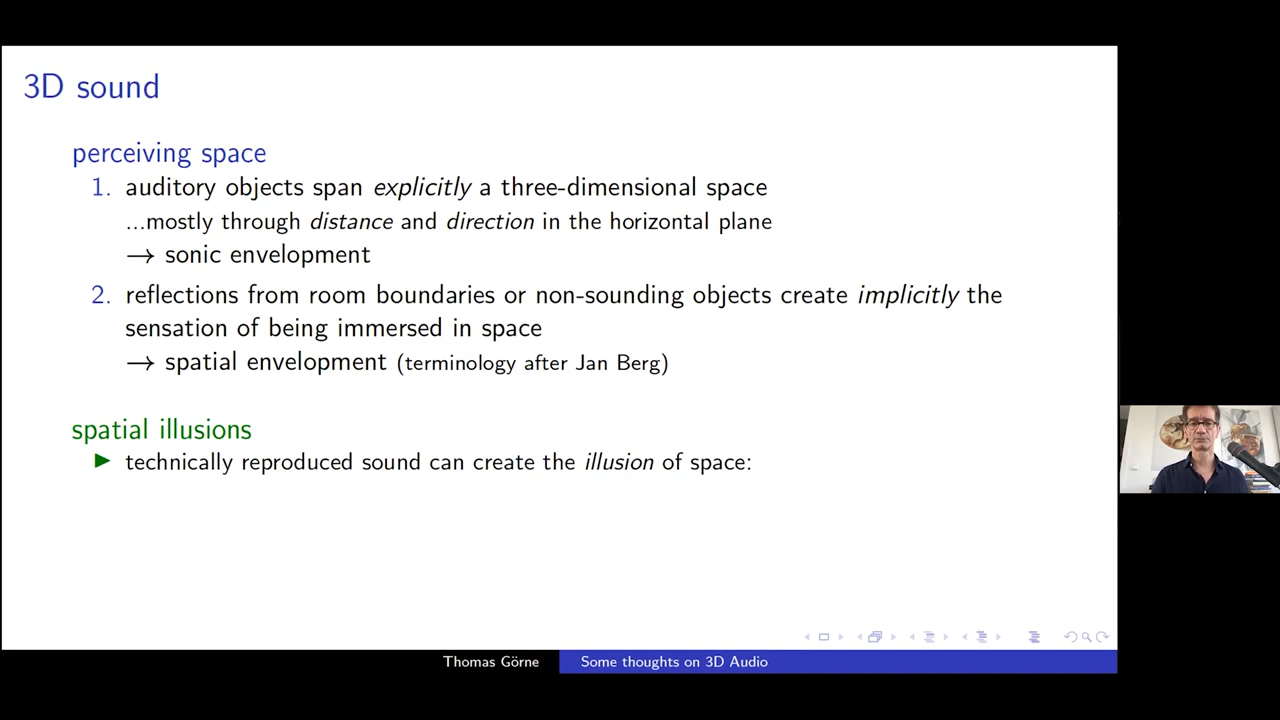 3D sound
perceiving space
1. auditory objects span explicitly a three-dimensional space
...mostly through distance and direction in the horizontal plane
→ sonic envelopment
2. reflections from room boundaries or non-sounding objects create implicitly the
sensation of being immersed in space
→ spatial envelopment (terminology after Jan Berg)
spatial illusions
▶ technically reproduced sound can create the illusion of space:
Thomas Görne
Some thoughts on 3D Audio